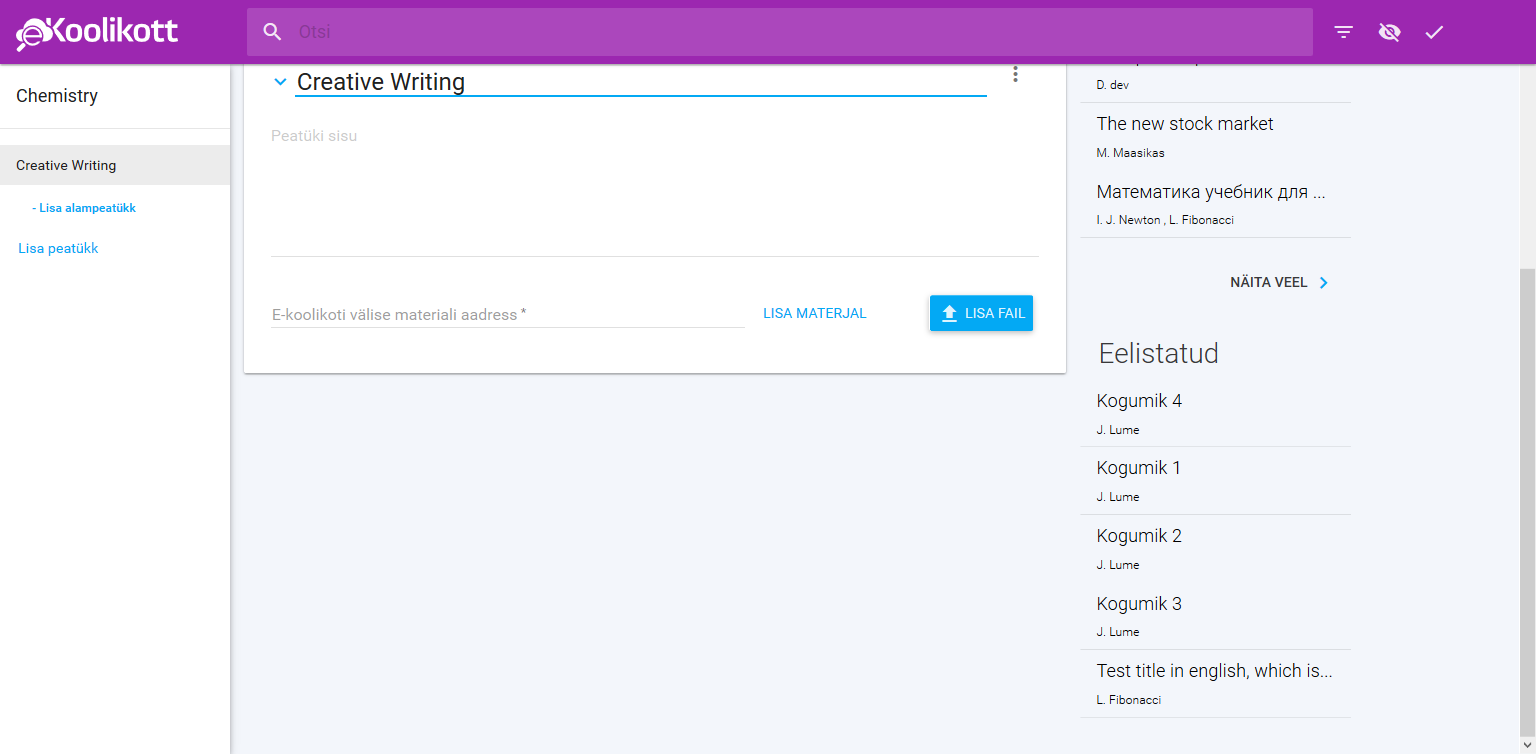 eKoolikott
Otsi
Chemistry
Creative Writing
- Lisa alampeatükk
Lisa peatükk
Creative Writing
Peatüki sisu
E-koolikoti välise materiali aadress *
LISA MATERJAL
LISA FAIL
D. dev
The new stock market
M. Maasikas
Математика учебник для ...
I. J. Newton , L. Fibonacci
NÄITA VEEL
Eelistatud
Kogumik 4
J. Lume
Kogumik 1
J. Lume
Kogumik 2
J. Lume
Kogumik 3
J. Lume
Test title in english, which is...
L. Fibonacci